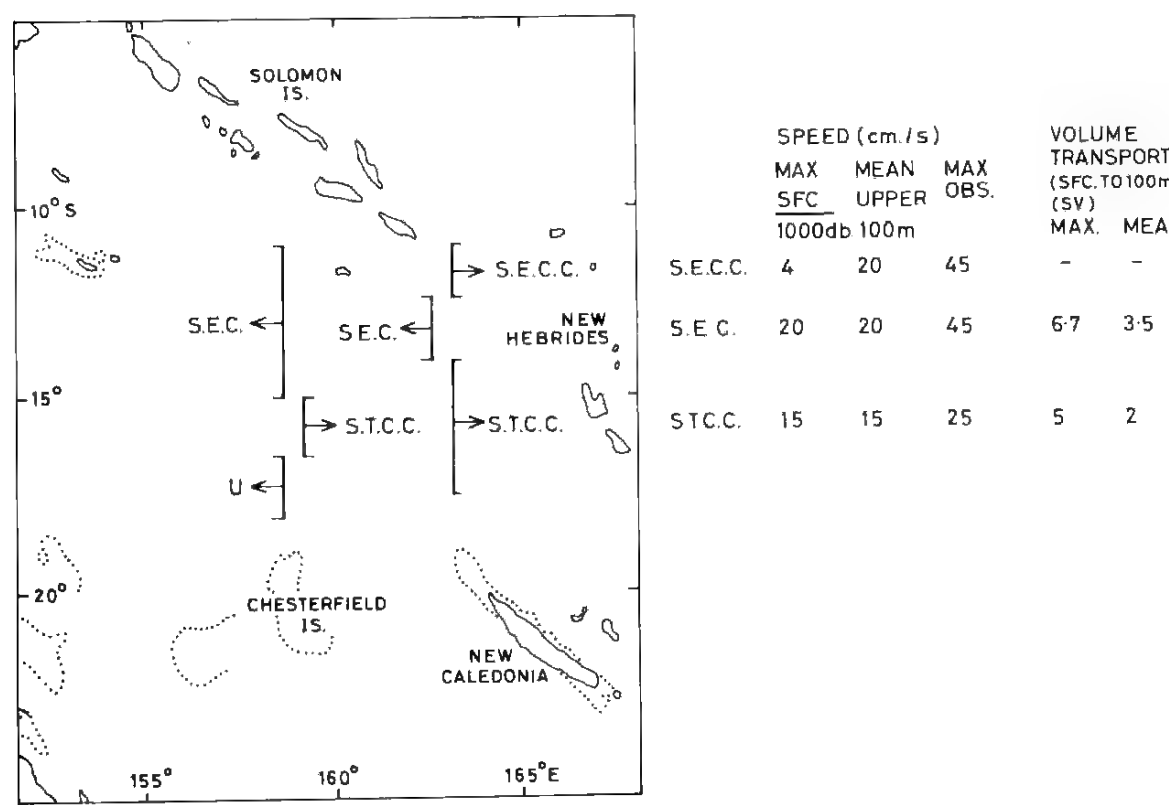 SOLOMON
IS.
10° S
S.E.C.C.
S.E.C.
S.E.C.
NEW
HEBRIDES
15°
S.T.C.C.
S.T.C.C.
U
20°
CHESTERFIELD
IS.
NEW
CALEDONIA
155°
160°
165°E
SPEED (cm./s)
VOLUME
TRANSPORT
(SFC. TO 100m
(SV)
MAX MEAN MAX
SFC UPPER OBS.
1000db 100m
MAX. MEA
S.E.C.C. 4 20 45 - -
S.E C. 20 20 45 6·7 3·5
STC.C. 15 15 25 5 2